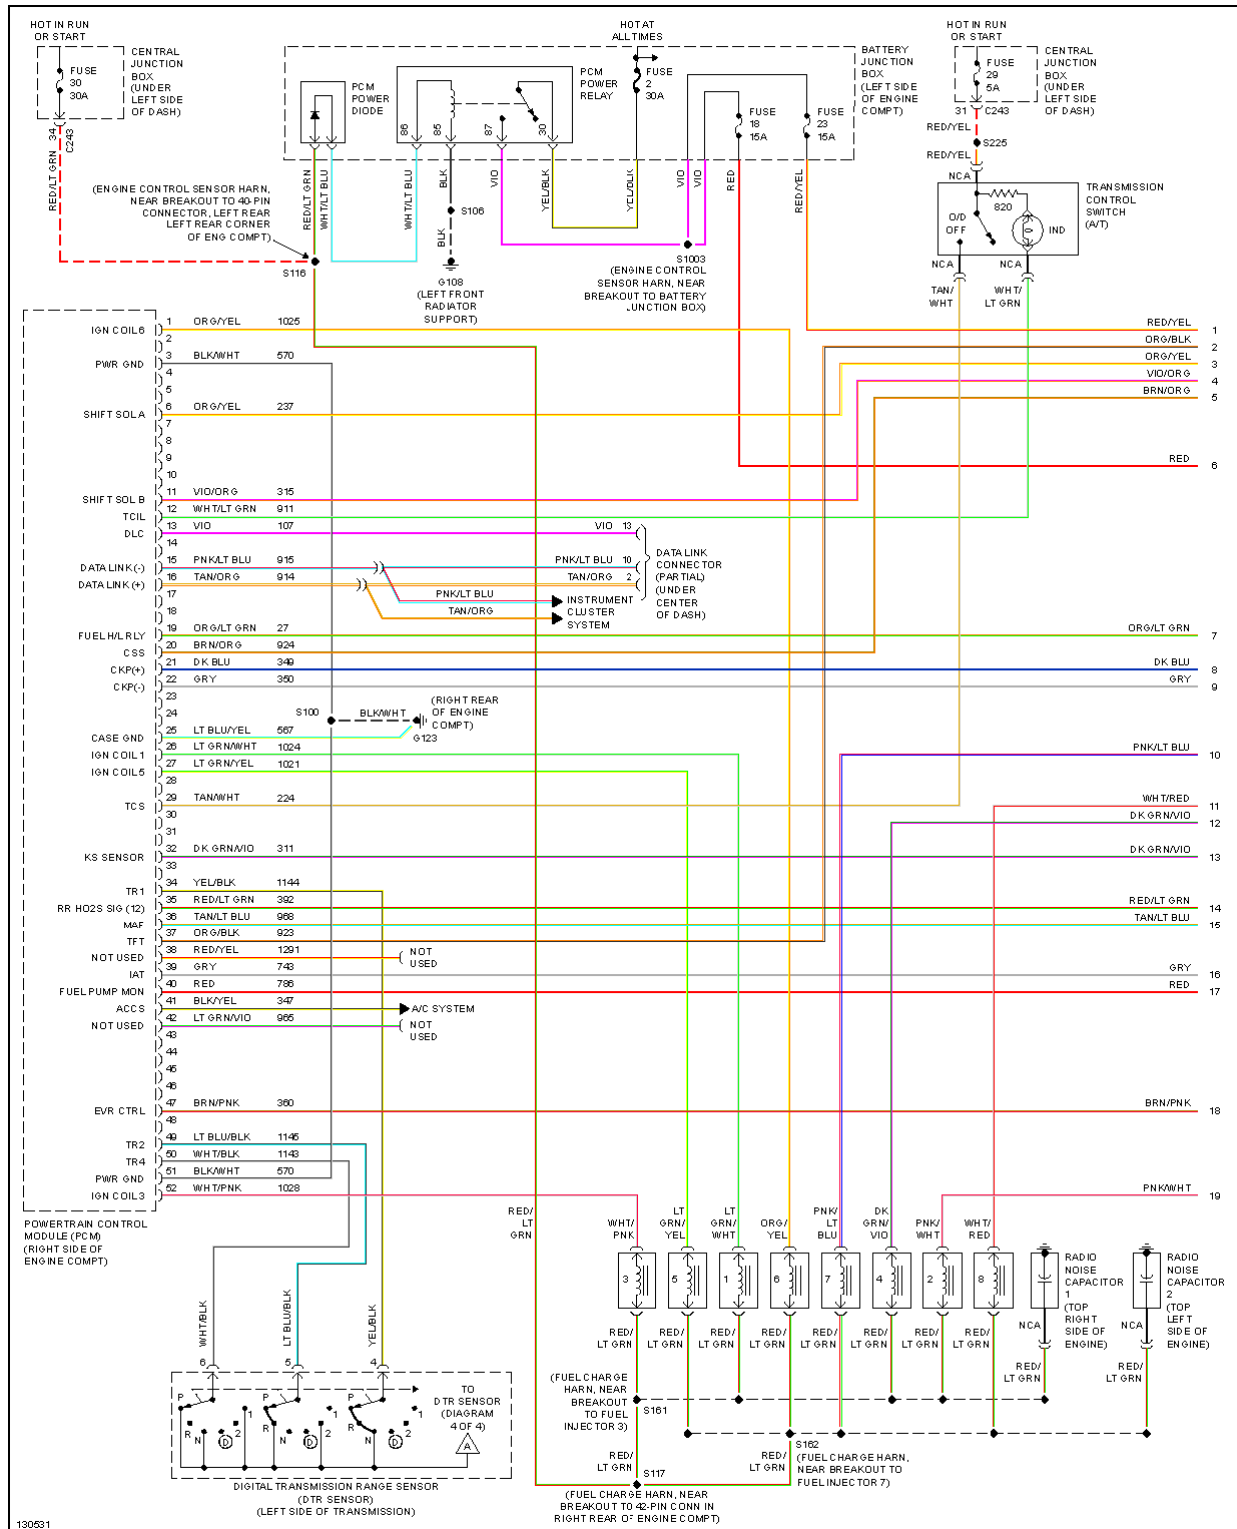 HOT IN RUN
OR START
CENTRAL
JUNCTION
BOX
(UNDER
LEFT SIDE
OF DASH)
FUSE
30
30A
34
C243
RED/LT GRN
HOT AT
ALL TIMES
BATTERY
JUNCTION
BOX
(LEFT SIDE
OF ENGINE
COMPT)
PCM
POWER
DIODE
PCM
POWER
RELAY
86
85
87
30
FUSE
2
30A
FUSE
18
15A
FUSE
23
15A
HOT IN RUN
OR START
FUSE
29
5A
CENTRAL
JUNCTION
BOX
(UNDER
LEFT SIDE
OF DASH)
31
C243
RED/YEL
S225
RED/YEL
NCA
TRANSMISSION
CONTROL
SWITCH
(A/T)
820
O/D
OFF
IND
NCA
NCA
TAN/
WHT
WHT/
LT GRN
(ENGINE CONTROL SENSOR HARN,
NEAR BREAKOUT TO 40-PIN
CONNECTOR, LEFT REAR
LEFT REAR CORNER
OF ENG COMPT)
RED/LT GRN
WHT/LT BLU
WHT/LT BLU
BLK
VIO
YEL/BLK
YEL/BLK
VIO
VIO
RED
RED/YEL
S106
BLK
S116
G108
(LEFT FRONT
RADIATOR
SUPPORT)
S1003
(ENGINE CONTROL
SENSOR HARN, NEAR
BREAKOUT TO BATTERY
JUNCTION BOX)
IGN COIL6 1 ORG/YEL 1025
2
PWR GND 3 BLK/WHT 570
4
5
SHIFT SOL A 6 ORG/YEL 237
7
8
9
10
SHIFT SOL B 11 VIO/ORG 315
TCIL 12 WHT/LT GRN 911
DLC 13 VIO 107
14
DATA LINK (-) 15 PNK/LT BLU 915
DATA LINK (+) 16 TAN/ORG 914
17
18
FUEL H/L RLY 19 ORG/LT GRN 27
CSS 20 BRN/ORG 924
CKP(+) 21 DK BLU 349
CKP(-) 22 GRY 350
23
24
CASE GND 25 LT BLU/YEL 567
IGN COIL1 26 LT GRN/WHT 1024
IGN COIL5 27 LT GRN/YEL 1021
28
TCS 29 TAN/WHT 224
30
31
KS SENSOR 32 DK GRN/VIO 311
33
TR1 34 YEL/BLK 1144
RR HO2S SIG (12) 35 RED/LT GRN 392
MAF 36 TAN/LT BLU 968
TFT 37 ORG/BLK 923
NOT USED 38 RED/YEL 1291
IAT 39 GRY 743
FUEL PUMP MON 40 RED 786
ACCS 41 BLK/YEL 347
NOT USED 42 LT GRN/VIO 965
43
44
45
46
EVR CTRL 47 BRN/PNK 360
48
TR2 49 LT BLU/BLK 1145
TR4 50 WHT/BLK 1143
PWR GND 51 BLK/WHT 570
IGN COIL3 52 WHT/PNK 1028
POWERTRAIN CONTROL
MODULE (PCM)
(RIGHT SIDE OF
ENGINE COMPT)
VIO 13
PNK/LT BLU 10
TAN/ORG 2
DATA LINK
CONNECTOR
(PARTIAL)
(UNDER
CENTER
OF DASH)
PNK/LT BLU
TAN/ORG
INSTRUMENT
CLUSTER
SYSTEM
S100
BLK/WHT
G123
(RIGHT REAR
OF ENGINE
COMPT)
NOT
USED
A/C SYSTEM
NOT
USED
RED/YEL 1
ORG/BLK 2
ORG/YEL 3
VIO/ORG 4
BRN/ORG 5
RED 6
ORG/LT GRN 7
DK BLU 8
GRY 9
PNK/LT BLU 10
WHT/RED 11
DK GRN/VIO 12
DK GRN/VIO 13
RED/LT GRN 14
TAN/LT BLU 15
GRY 16
RED 17
BRN/PNK 18
PNK/WHT 19
RED/
LT
GRN
WHT/
PNK
LT
GRN/
YEL
LT
GRN/
WHT
ORG/
YEL
PNK/
LT
BLU
DK
GRN/
VIO
PNK/
WHT
WHT/
RED
3
5
1
6
7
4
2
8
RADIO
NOISE
CAPACITOR
1
(TOP
RIGHT
SIDE OF
ENGINE)
RADIO
NOISE
CAPACITOR
2
(TOP
LEFT
SIDE OF
ENGINE)
NCA
NCA
RED/
LT GRN
RED/
LT GRN
RED/
LT GRN
RED/
LT GRN
RED/
LT GRN
RED/
LT GRN
RED/
LT GRN
RED/
LT GRN
RED/
LT GRN
RED/
LT GRN
(FUEL CHARGE
HARN, NEAR
BREAKOUT
TO FUEL
INJECTOR 3)
S161
S162
(FUEL CHARGE HARN,
NEAR BREAKOUT TO
FUEL INJECTOR 7)
RED/
LT GRN
RED/
LT GRN
S117
(FUEL CHARGE HARN, NEAR
BREAKOUT TO 42-PIN CONN IN
RIGHT REAR OF ENGINE COMPT)
WHT/BLK
LT BLU/BLK
YEL/BLK
6
5
4
P
R
N
D
2
1
P
R
N
D
2
1
P
R
N
D
2
1
TO
DTR SENSOR
(DIAGRAM
4 OF 4)
A
DIGITAL TRANSMISSION RANGE SENSOR
(DTR SENSOR)
(LEFT SIDE OF TRANSMISSION)
130531